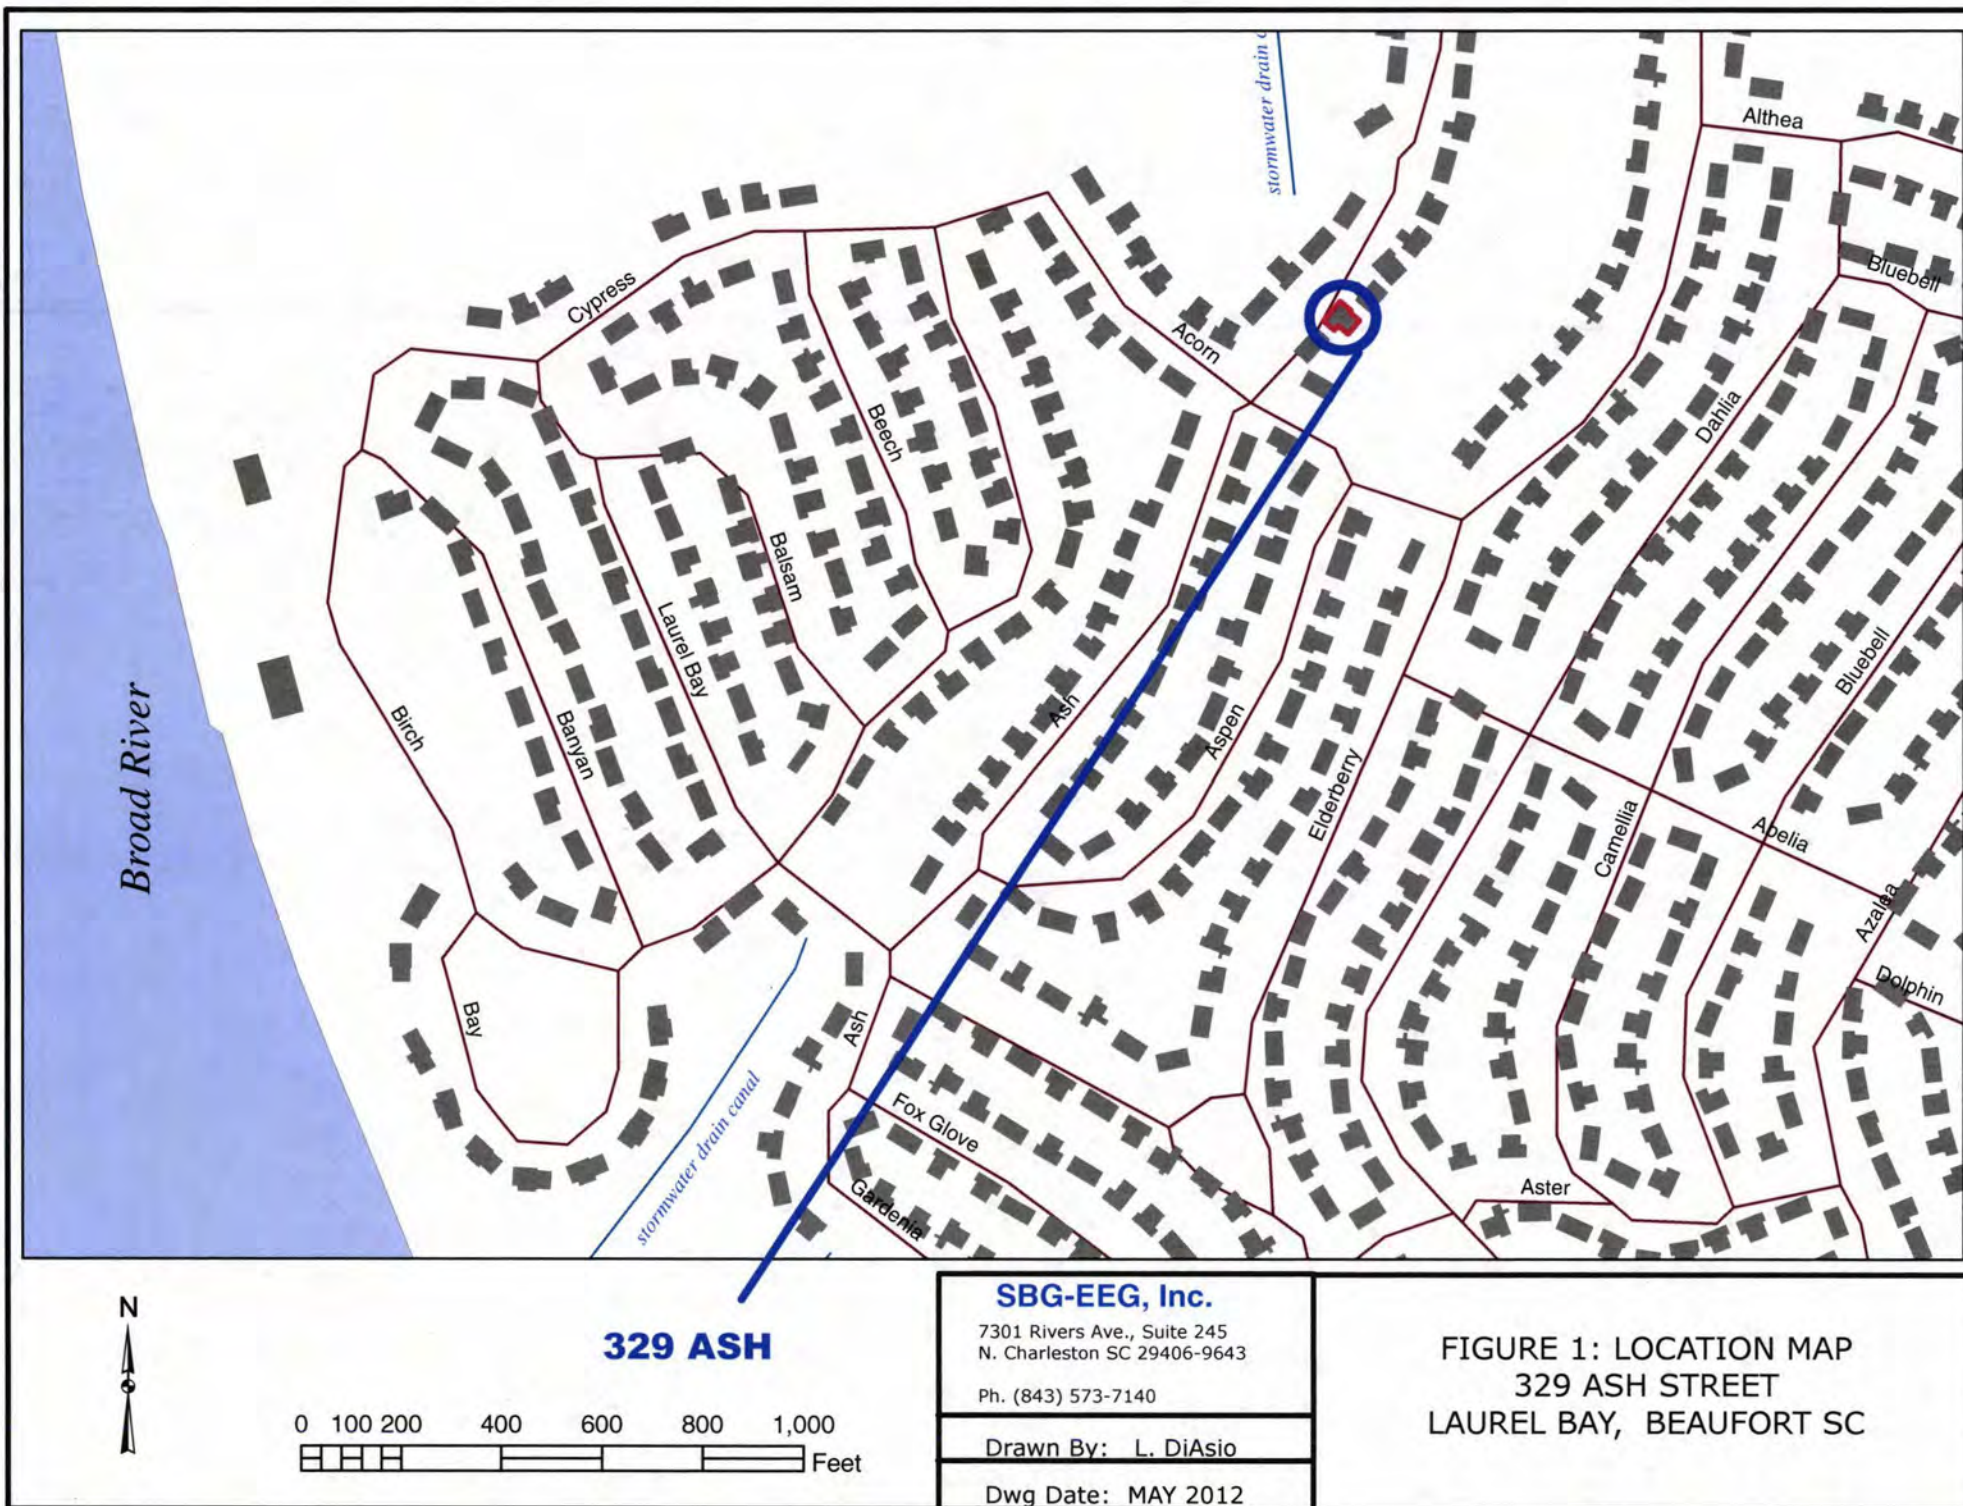 stormwater drain c
Althea
Bluebell
Cypress
Acorn
Dahlia
Beech
Balsam
Laurel Bay
Bluebell
Birch
Banyan
Ash
Aspen
Broad River
Elderberry
Camellia
Abelia
Azalea
Dolphin
Bay
Ash
stormwater drain canal
Fox Glove
Gardenia
Aster
N
329 ASH
0 100 200 400 600 800 1,000
Feet
SBG-EEG, Inc.
7301 Rivers Ave., Suite 245
N. Charleston SC 29406-9643
Ph. (843) 573-7140
Drawn By: L. DiAsio
Dwg Date: MAY 2012
FIGURE 1: LOCATION MAP
329 ASH STREET
LAUREL BAY, BEAUFORT SC